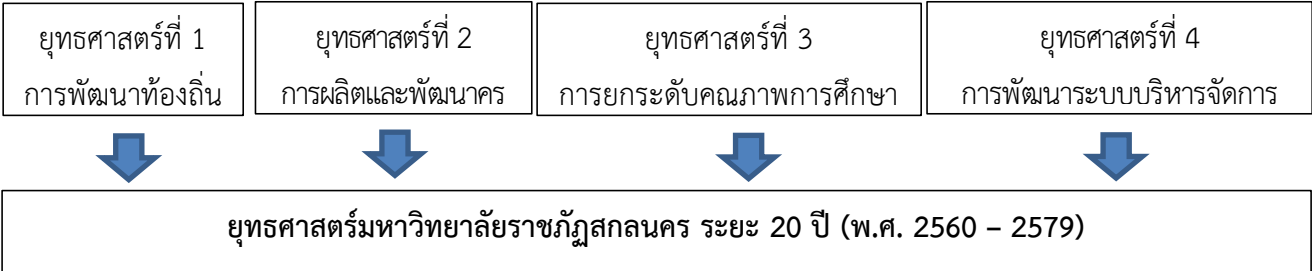 ยุทธศาสตร์ที่ 1
การพัฒนาท้องถิ่น
ยุทธศาสตร์ที่ 2
การผลิตและพัฒนาคร
ยุทธศาสตร์ที่ 3
การยกระดับคณภาพการศึกษา
ยุทธศาสตร์ที่ 4
การพัฒนาระบบบริหารจัดการ
ยุทธศาสตร์มหาวิทยาลัยราชภัฏสกลนคร ระยะ 20 ปี (พ.ศ. 2560 – 2579)